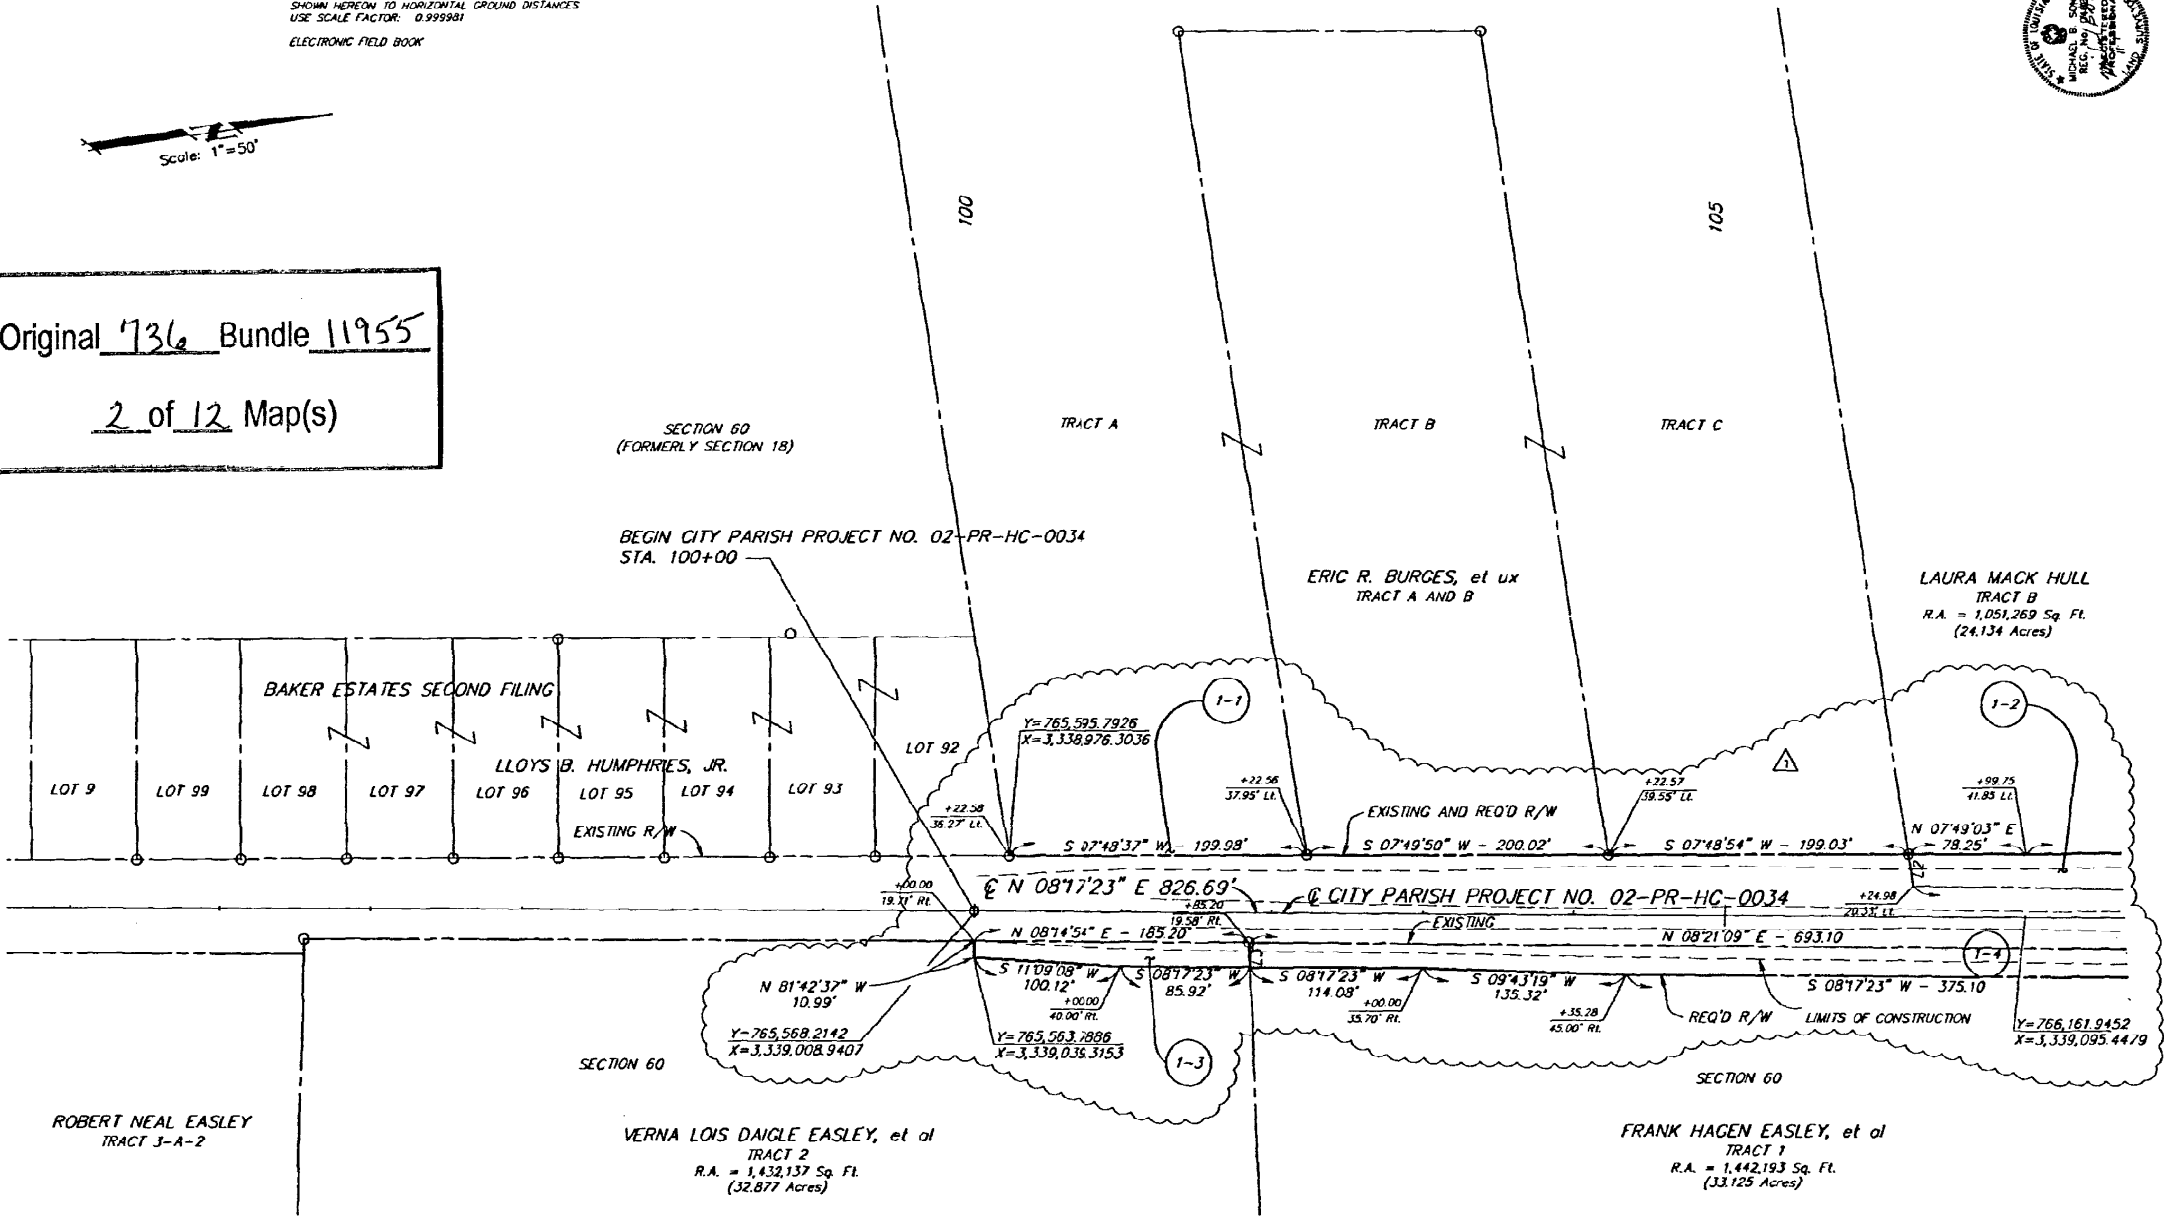 SHOWN HEREON TO HORIZONTAL GROUND DISTANCES
USE SCALE FACTOR: 0.999981
ELECTRONIC FIELD BOOK
STATE OF LOUISIANA
MICHAEL B.
REG. No.
REGISTERED
PROFESSIONAL
LAND SURVEYOR
Scale: 1"=50'
100
105
Original 736 Bundle 11955
2 of 12 Map(s)
SECTION 60
(FORMERLY SECTION 18)
TRACT A
TRACT B
TRACT C
BEGIN CITY PARISH PROJECT NO. 02-PR-HC-0034
STA. 100+00
ERIC R. BURGES, et ux
TRACT A AND B
LAURA MACK HULL
TRACT B
R.A. = 1,051,269 Sq. Ft.
(24.134 Acres)
BAKER ESTATES SECOND FILING
LLOYS B. HUMPHRIES, JR.
LOT 9
LOT 99
LOT 98
LOT 97
LOT 96
LOT 95
LOT 94
LOT 93
LOT 92
EXISTING R/W
1-1
1-2
1
Y=765,595.7926
X=3,338,976.3036
+22.58
36.27' Lt.
+22.56
37.95' Lt.
EXISTING AND REQ'D R/W
+22.57
39.55' Lt.
+99.75
41.85 Lt.
S 07°48'37" W - 199.98'
S 07°49'50" W - 200.02'
S 07°48'54" W - 199.03'
N 07°49'03" E
78.25'
L2
+00.00
19.71' Rt.
℄ N 08°17'23" E 826.69'
℄ CITY PARISH PROJECT NO. 02-PR-HC-0034
+85.20
19.58' Rt.
+24.98
20.33' Lt.
N 08°14'54" E - 185.20'
EXISTING
N 08°21'09" E - 693.10
1-4
L1
N 81°42'37" W
10.99'
S 11°09'08" W
100.12'
S 08°17'23" W
85.92'
S 08°17'23" W
114.08'
S 09°43'19" W
135.32'
S 08°17'23" W - 375.10
+00.00
40.00' Rt.
+00.00
35.70' Rt.
+35.28
45.00' Rt.
REQ'D R/W
LIMITS OF CONSTRUCTION
Y=765,568.2142
X=3,339,008.9407
Y=765,563.7886
X=3,339,039.3153
Y=766,161.9452
X=3,339,095.4479
1-3
SECTION 60
SECTION 60
ROBERT NEAL EASLEY
TRACT 3-A-2
VERNA LOIS DAIGLE EASLEY, et al
TRACT 2
R.A. = 1,432,137 Sq. Ft.
(32.877 Acres)
FRANK HAGEN EASLEY, et al
TRACT 1
R.A. = 1,442,193 Sq. Ft.
(33.125 Acres)